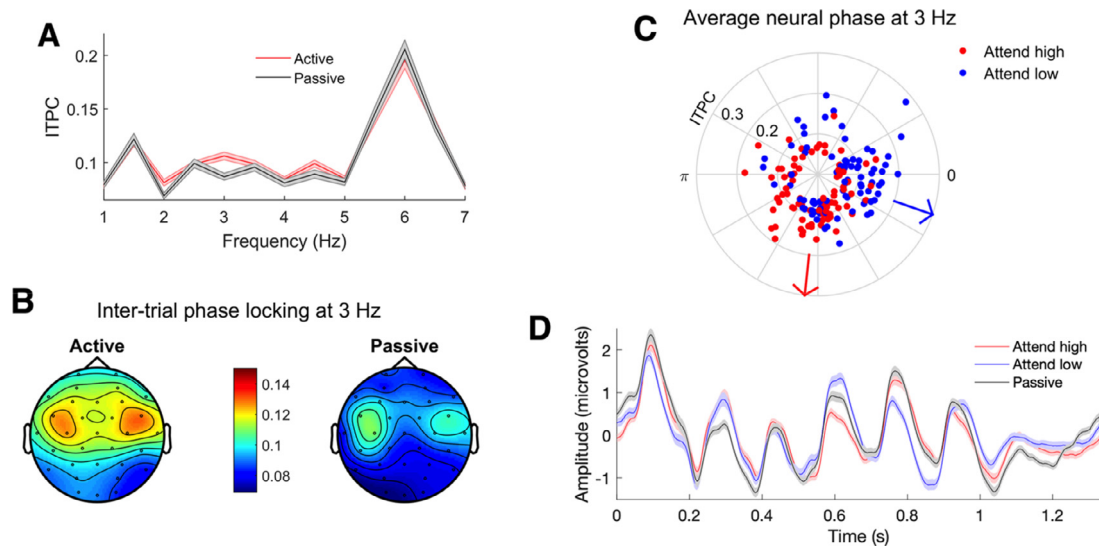 A
0.2
0.15
0.1
ITPC
Active
Passive
1 2 3 4 5 6 7
Frequency (Hz)
B
Inter-trial phase locking at 3 Hz
Active
Passive
0.14
0.12
0.10
0.08
C
Average neural phase at 3 Hz
Attend high
Attend low
ITPC
0.3
0.2
π
0
D
Attend high
Attend low
Passive
2
1
0
-1
Amplitude (microvolts)
0 0.2 0.4 0.6 0.8 1 1.2
Time (s)